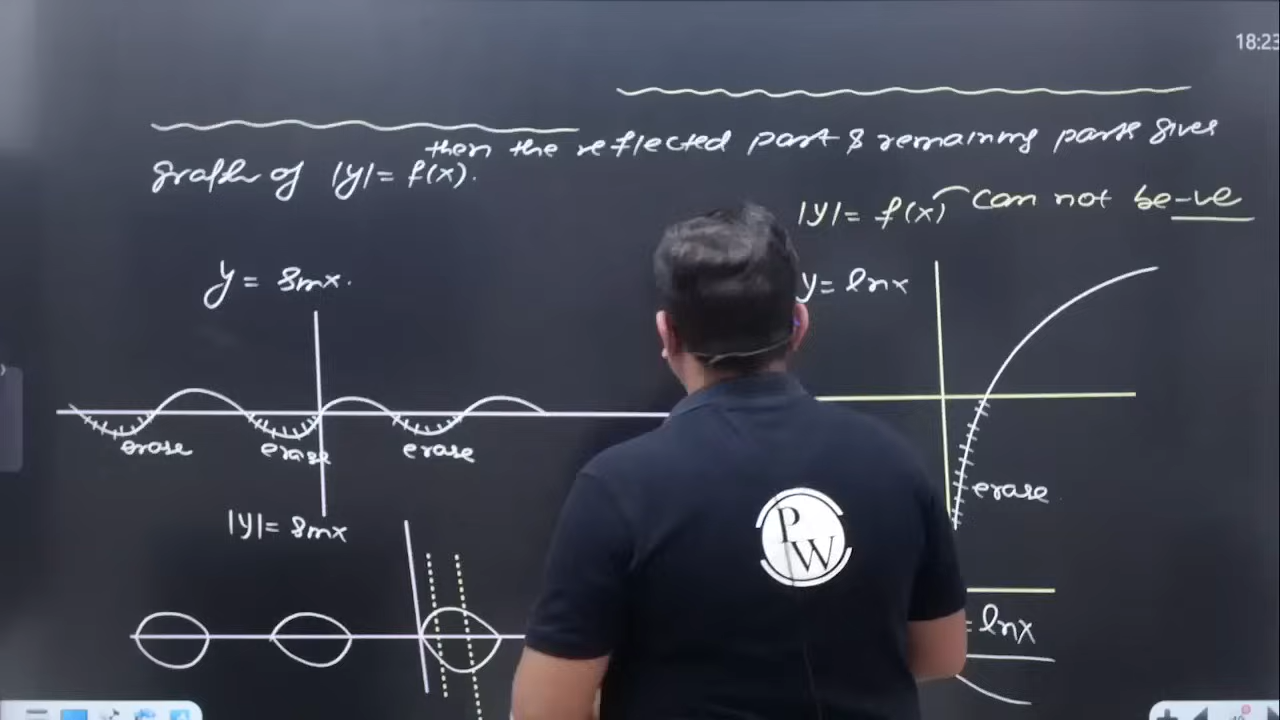 18:23
then the reflected part & remaining part gives
graph of |y| = f(x).
|y| = f(x) can not be -ve
y = sinx.
y = lnx
erase erase erase
erase
|y| = sinx
= lnx
PW